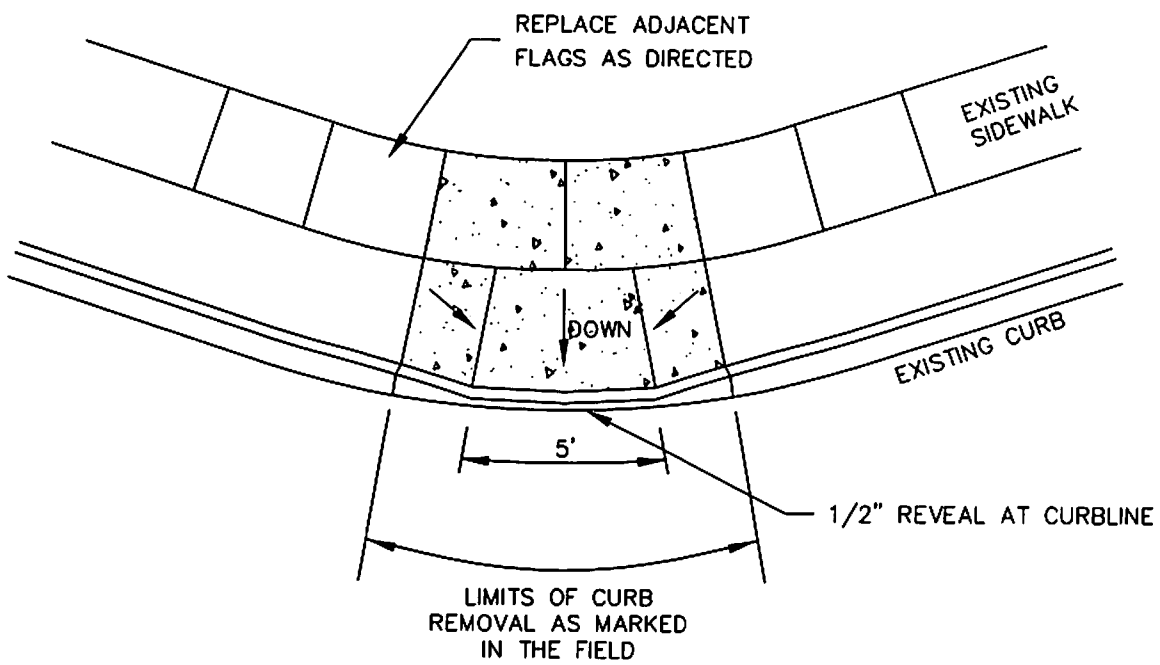 REPLACE ADJACENT
FLAGS AS DIRECTED
EXISTING
SIDEWALK
DOWN
EXISTING CURB
5'
1/2" REVEAL AT CURBLINE
LIMITS OF CURB
REMOVAL AS MARKED
IN THE FIELD